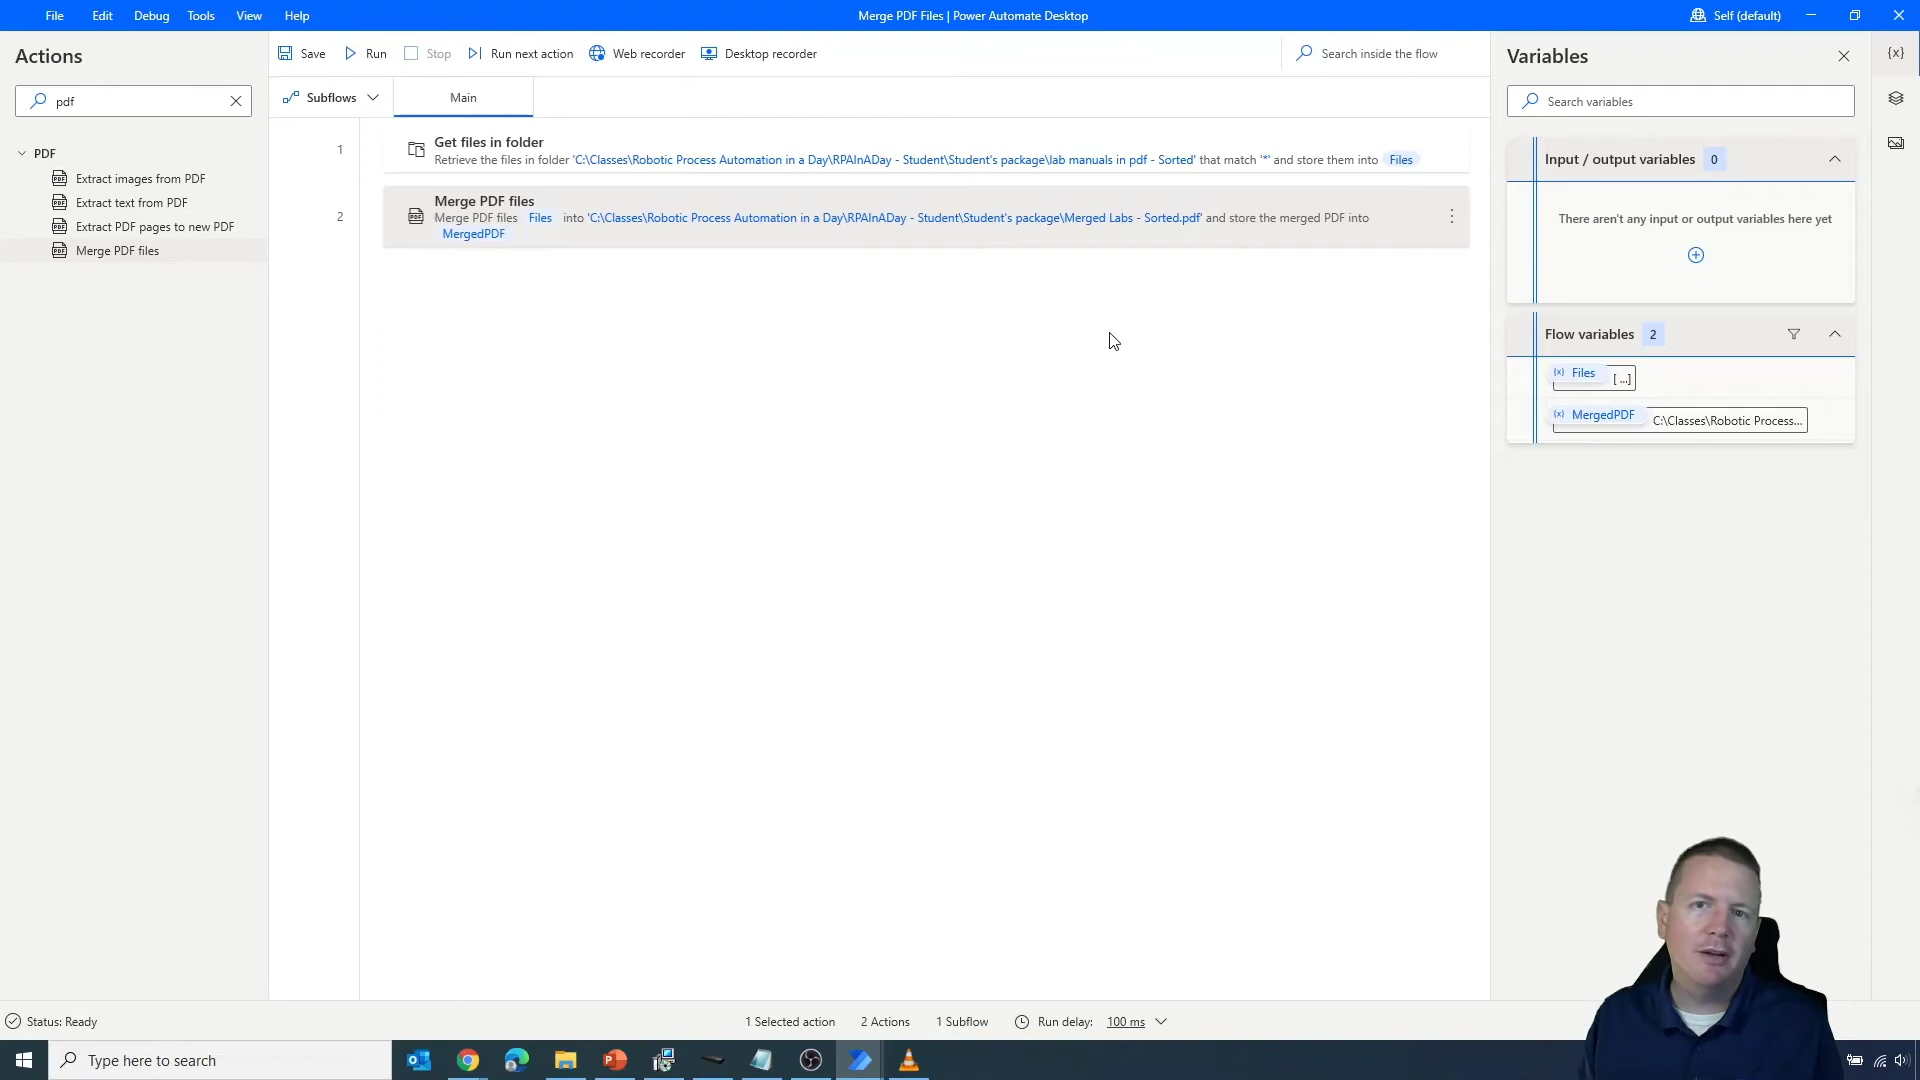 File Edit Debug Tools View Help
Merge PDF Files | Power Automate Desktop
Self (default)
Actions
pdf
PDF
Extract images from PDF
Extract text from PDF
Extract PDF pages to new PDF
Merge PDF files
Save Run Stop Run next action Web recorder Desktop recorder
Search inside the flow
Subflows
Main
1
Get files in folder
Retrieve the files in folder 'C:\Classes\Robotic Process Automation in a Day\RPAInADay - Student\Student's package\lab manuals in pdf - Sorted' that match '*' and store them into Files
2
Merge PDF files
Merge PDF files Files into 'C:\Classes\Robotic Process Automation in a Day\RPAInADay - Student\Student's package\Merged Labs - Sorted.pdf' and store the merged PDF into
MergedPDF
Variables
{x}
Search variables
Input / output variables 0
There aren't any input or output variables here yet
Flow variables 2
(x) Files [ ...]
(x) MergedPDF C:\Classes\Robotic Process...
Status: Ready
1 Selected action 2 Actions 1 Subflow Run delay: 100 ms
Type here to search